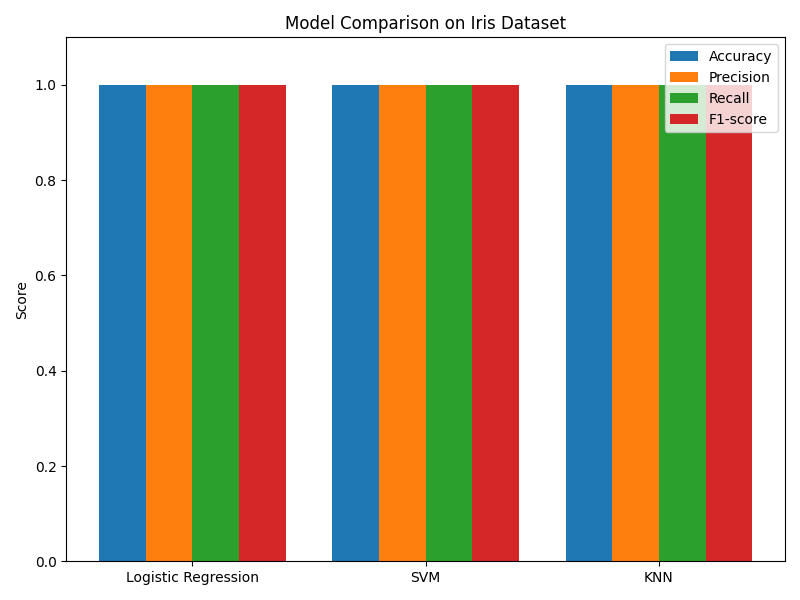 Model Comparison on Iris Dataset
Accuracy
Precision
Recall
F1-score
1.0
0.8
0.6
0.4
0.2
0.0
Score
Logistic Regression
SVM
KNN